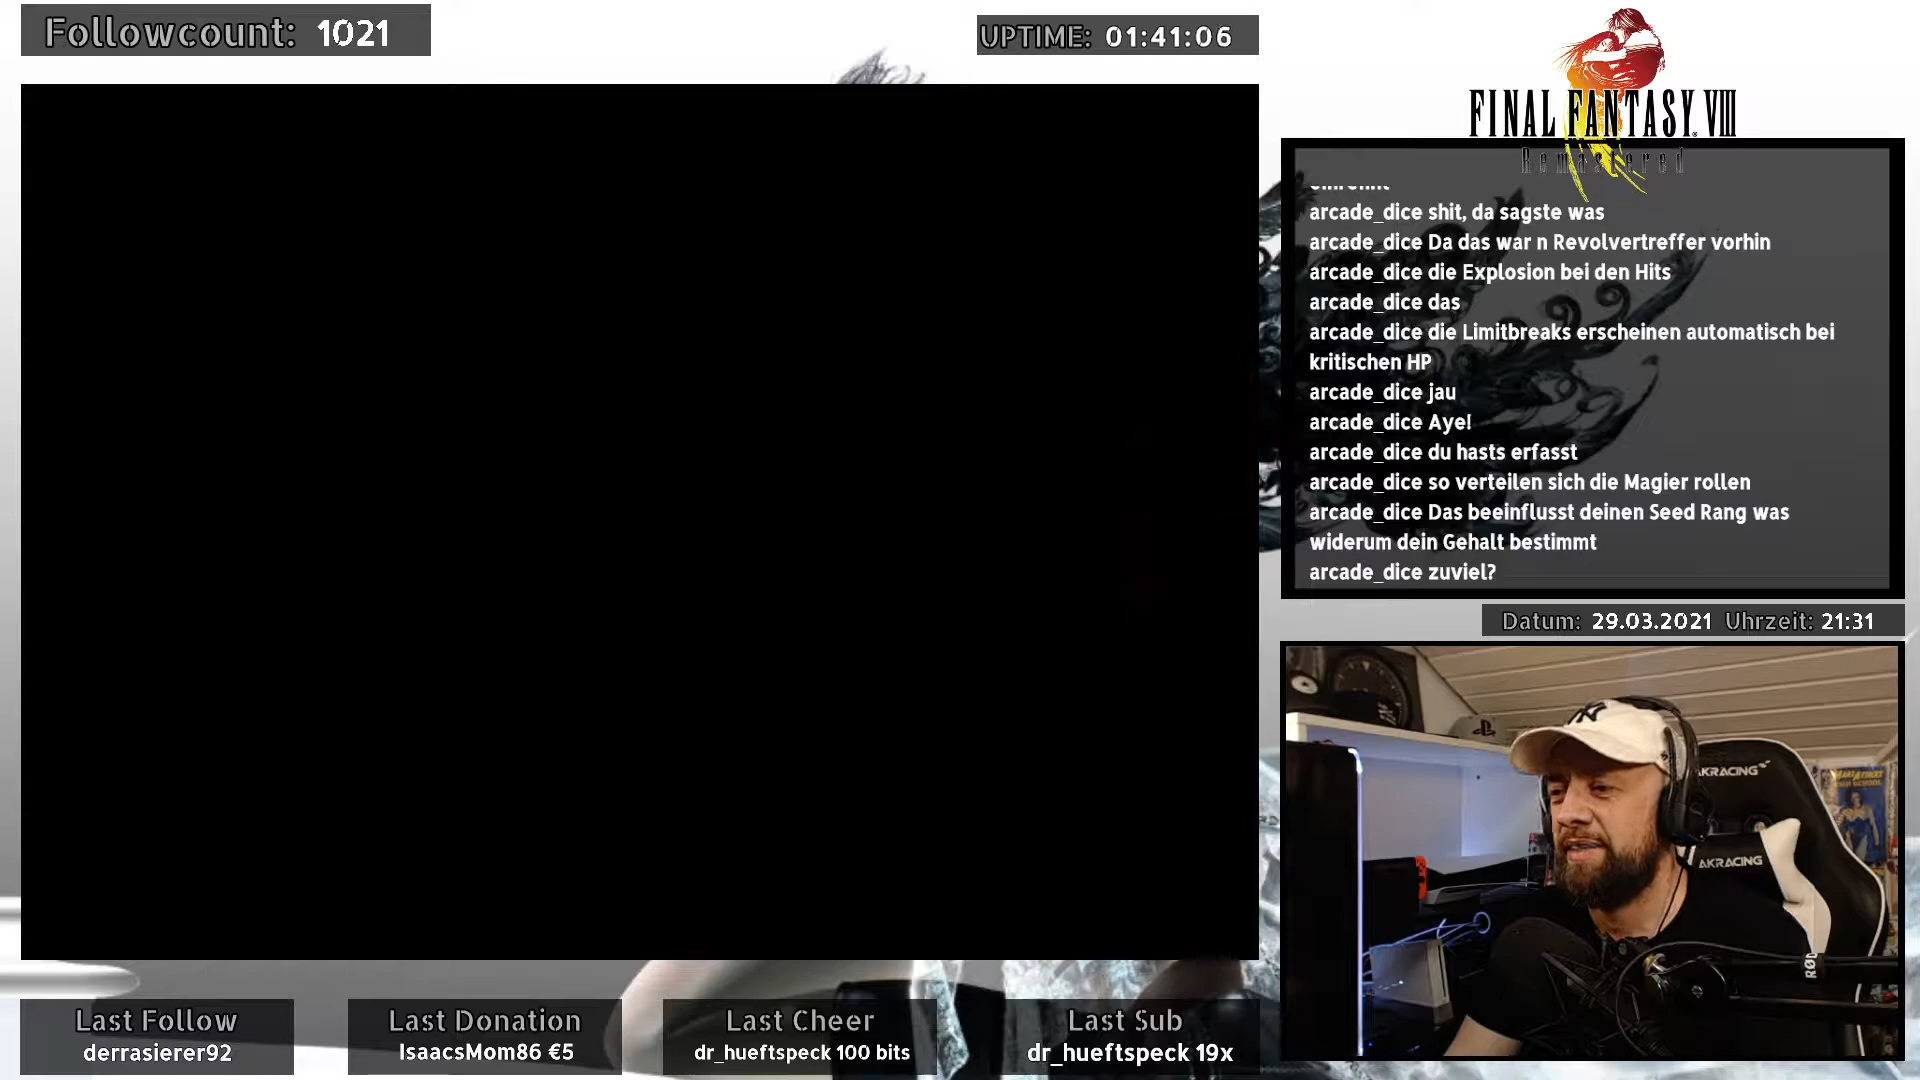 Followcount: 1021
UPTIME: 01:41:06
FINAL FANTASY VIII
Remastered
arcade_dice shit, da sagste was
arcade_dice Da das war n Revolvertreffer vorhin
arcade_dice die Explosion bei den Hits
arcade_dice das
arcade_dice die Limitbreaks erscheinen automatisch bei
kritischen HP
arcade_dice jau
arcade_dice Aye!
arcade_dice du hasts erfasst
arcade_dice so verteilen sich die Magier rollen
arcade_dice Das beeinflusst deinen Seed Rang was
widerum dein Gehalt bestimmt
arcade_dice zuviel?
Datum: 29.03.2021 Uhrzeit: 21:31
AKRACING
AKRACING
RØD
Last Follow
derrasierer92
Last Donation
IsaacsMom86 €5
Last Cheer
dr_hueftspeck 100 bits
Last Sub
dr_hueftspeck 19x